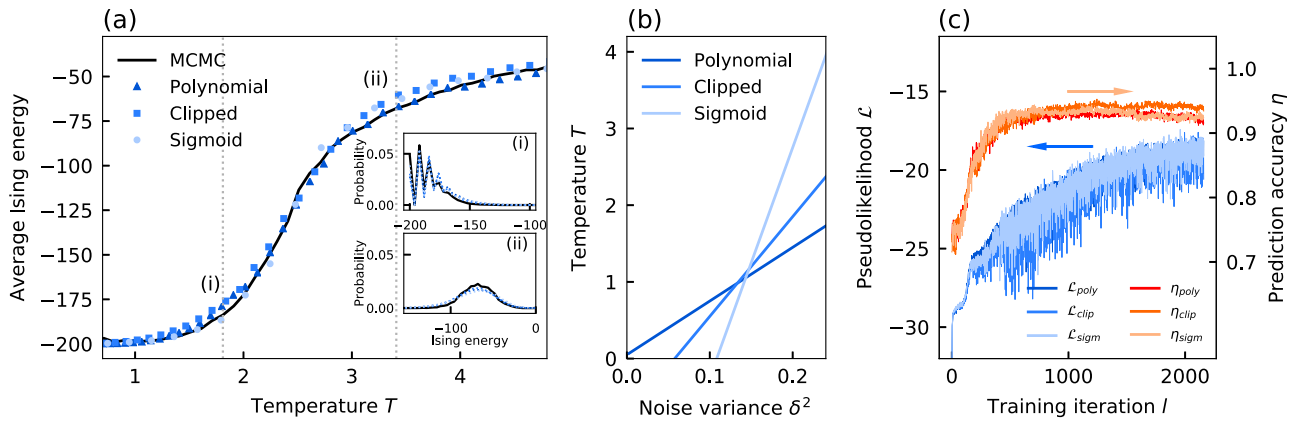 (a)
Average Ising energy
−50
−75
−100
−125
−150
−175
−200
1
2
3
4
Temperature T
MCMC
Polynomial
Clipped
Sigmoid
(i)
(ii)
Probability
0.05
0.00
−200
−100
(i)
Probability
0.05
0.00
−100
0
Ising energy
(ii)
(b)
Temperature T
4
3
2
1
0
0.0
0.1
0.2
Noise variance δ²
Polynomial
Clipped
Sigmoid
(c)
Pseudolikelihood ℒ
−15
−20
−25
−30
0
1000
2000
Training iteration l
1.0
0.9
0.8
0.7
Prediction accuracy η
ℒpoly
ℒclip
ℒsigm
ηpoly
ηclip
ηsigm